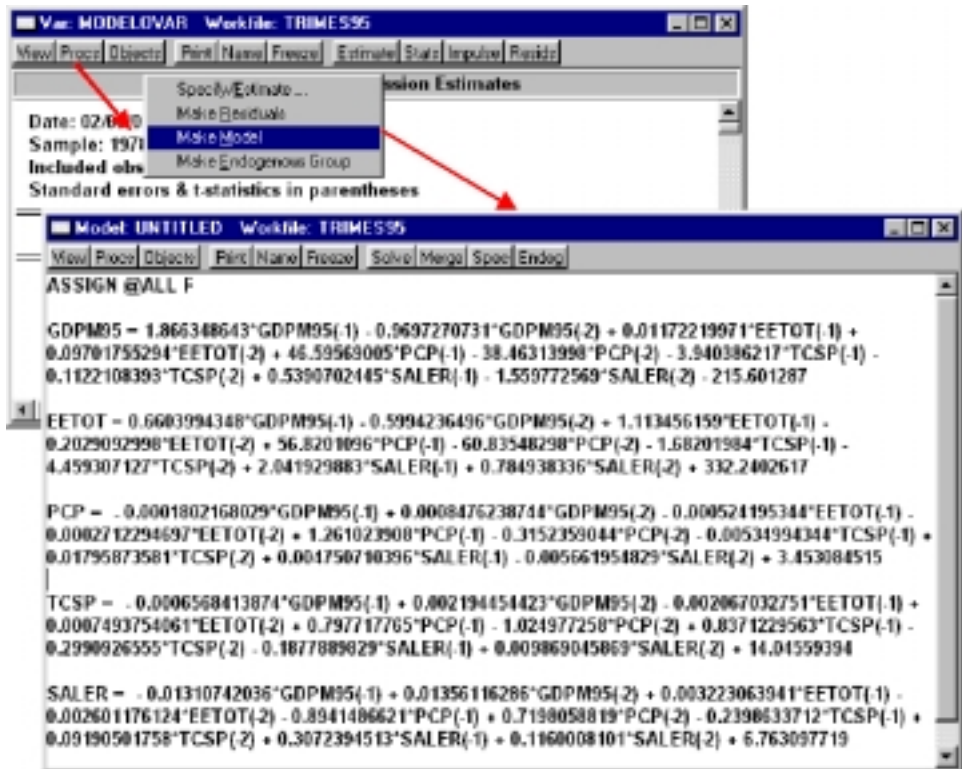 Var: MODELOVAR Workfile: TRIMES95
View Procs Objects Print Name Freeze Estimate Stats Impulse Resids
ssion Estimates
Specify/Estimate ...
Make Residuals
Make Model
Make Endogenous Group
Date: 02/
Sample: 1978
Included obs
Standard errors & t-statistics in parentheses
Model: UNTITLED Workfile: TRIMES95
View Procs Objects Print Name Freeze Solve Merge Spec Endog
ASSIGN @ALL F
GDPM95 = 1.866348643*GDPM95(-1) - 0.9697270731*GDPM95(-2) + 0.01172219971*EETOT(-1) +
0.09701755294*EETOT(-2) + 46.59569005*PCP(-1) - 38.46313998*PCP(-2) - 3.940386217*TCSP(-1) -
0.1122108393*TCSP(-2) + 0.5390702445*SALER(-1) - 1.559772569*SALER(-2) - 215.601287
EETOT = 0.6603994348*GDPM95(-1) - 0.5994236496*GDPM95(-2) + 1.113456159*EETOT(-1) -
0.2029092998*EETOT(-2) + 56.8201096*PCP(-1) - 60.83548298*PCP(-2) - 1.68201984*TCSP(-1) -
4.459307127*TCSP(-2) + 2.041929883*SALER(-1) + 0.784938336*SALER(-2) + 332.2402617
PCP = - 0.0001802168029*GDPM95(-1) + 0.0008476238744*GDPM95(-2) - 0.000524195344*EETOT(-1) -
0.0002712294697*EETOT(-2) + 1.261023908*PCP(-1) - 0.3152359044*PCP(-2) - 0.00534994344*TCSP(-1) +
0.01795873581*TCSP(-2) + 0.004750710396*SALER(-1) - 0.005661954829*SALER(-2) + 3.453084515
TCSP = - 0.0006568413874*GDPM95(-1) + 0.002194454423*GDPM95(-2) - 0.002067032751*EETOT(-1) +
0.0007493754061*EETOT(-2) + 0.797717765*PCP(-1) - 1.024977258*PCP(-2) + 0.8371229563*TCSP(-1) -
0.2990926555*TCSP(-2) - 0.1877889829*SALER(-1) + 0.009869045869*SALER(-2) + 14.04559394
SALER = - 0.01310742036*GDPM95(-1) + 0.01356116286*GDPM95(-2) + 0.003223063941*EETOT(-1) -
0.002601176124*EETOT(-2) - 0.8941486621*PCP(-1) + 0.7198058819*PCP(-2) - 0.2398633712*TCSP(-1) +
0.09190501758*TCSP(-2) + 0.3072394513*SALER(-1) + 0.1160008101*SALER(-2) + 6.763097719